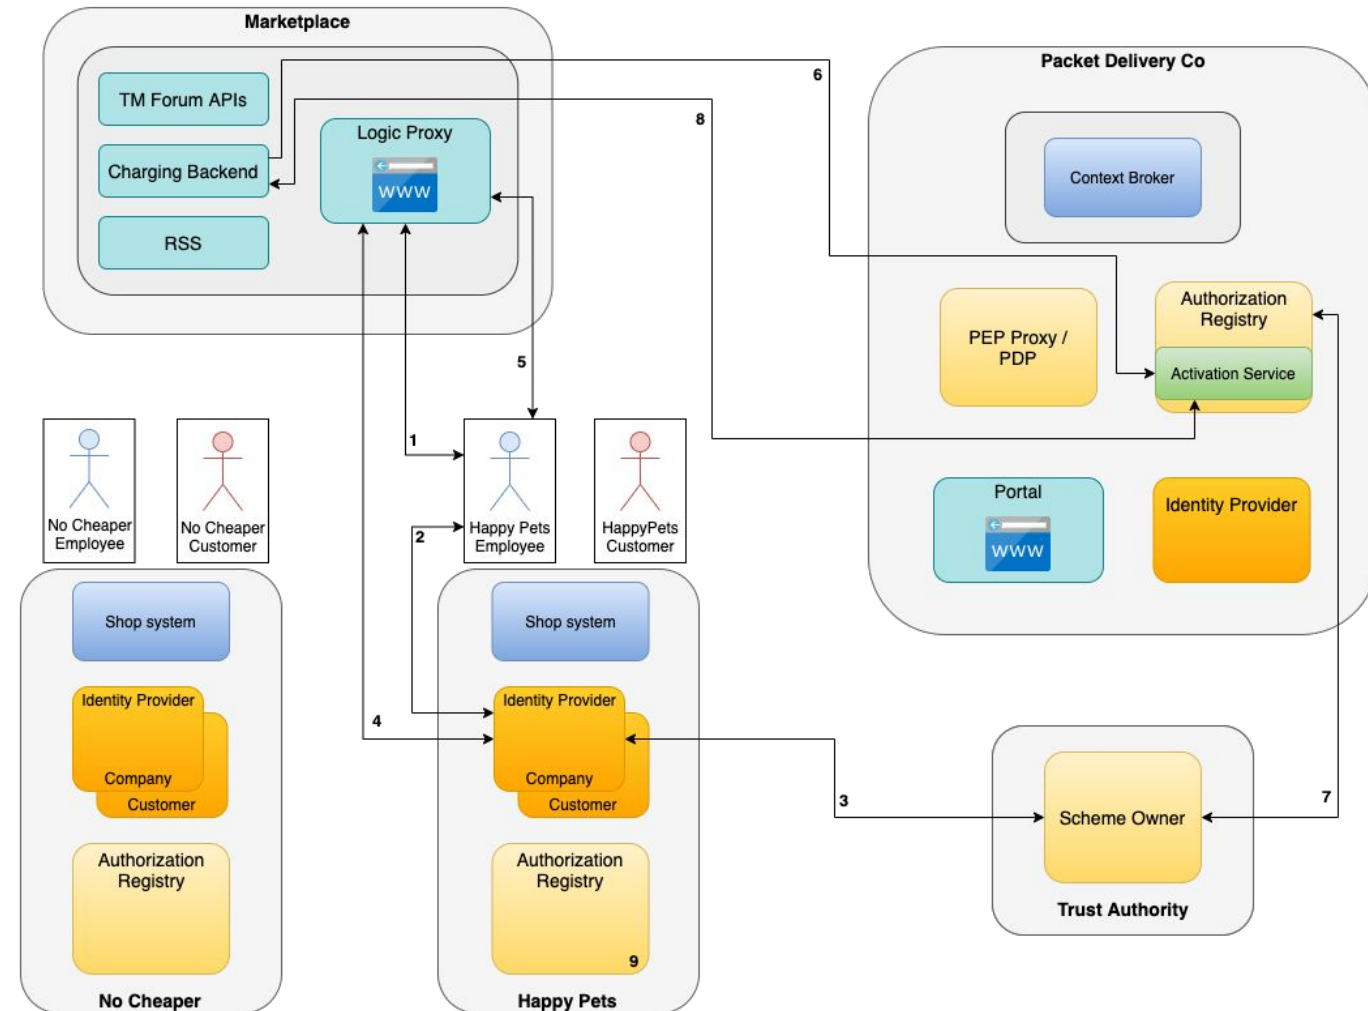 Marketplace
TM Forum APIs
Charging Backend
RSS
Logic Proxy
www
6
8
5
1
2
4
3
7
Packet Delivery Co
Context Broker
PEP Proxy /
PDP
Authorization
Registry
Activation Service
Portal
www
Identity Provider
No Cheaper
Employee
No Cheaper
Customer
Happy Pets
Employee
HappyPets
Customer
Shop system
Identity Provider
Company
Customer
Authorization
Registry
No Cheaper
Shop system
Identity Provider
Company
Customer
Authorization
Registry
9
Happy Pets
Scheme Owner
Trust Authority